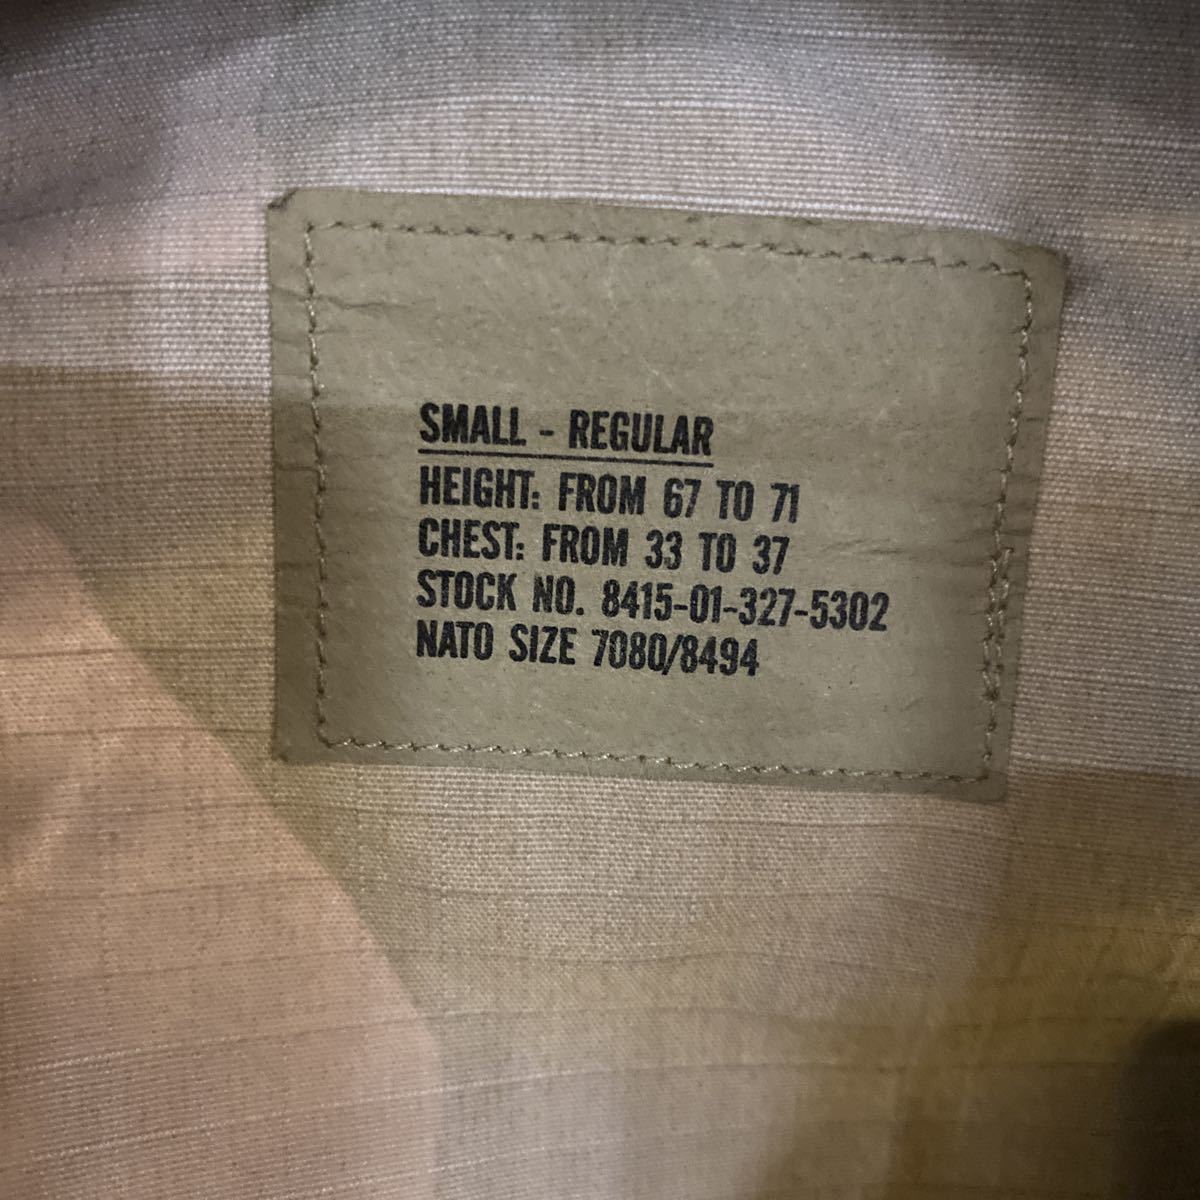 SMALL - REGULAR
HEIGHT: FROM 67 TO 71
CHEST: FROM 33 TO 37
STOCK NO. 8415-01-327-5302
NATO SIZE 7080/8494